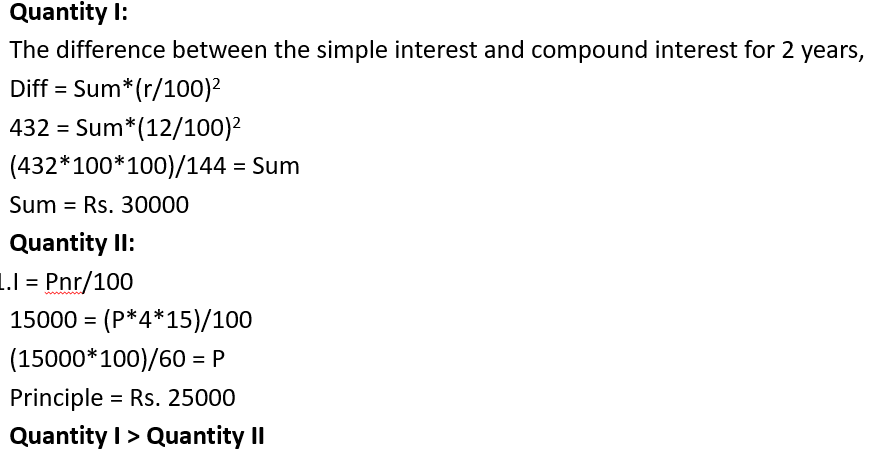 Quantity I:
The difference between the simple interest and compound interest for 2 years,
Diff = Sum*(r/100)²
432 = Sum*(12/100)²
(432*100*100)/144 = Sum
Sum = Rs. 30000
Quantity II:
.I = Pnr/100
15000 = (P*4*15)/100
(15000*100)/60 = P
Principle = Rs. 25000
Quantity I > Quantity II